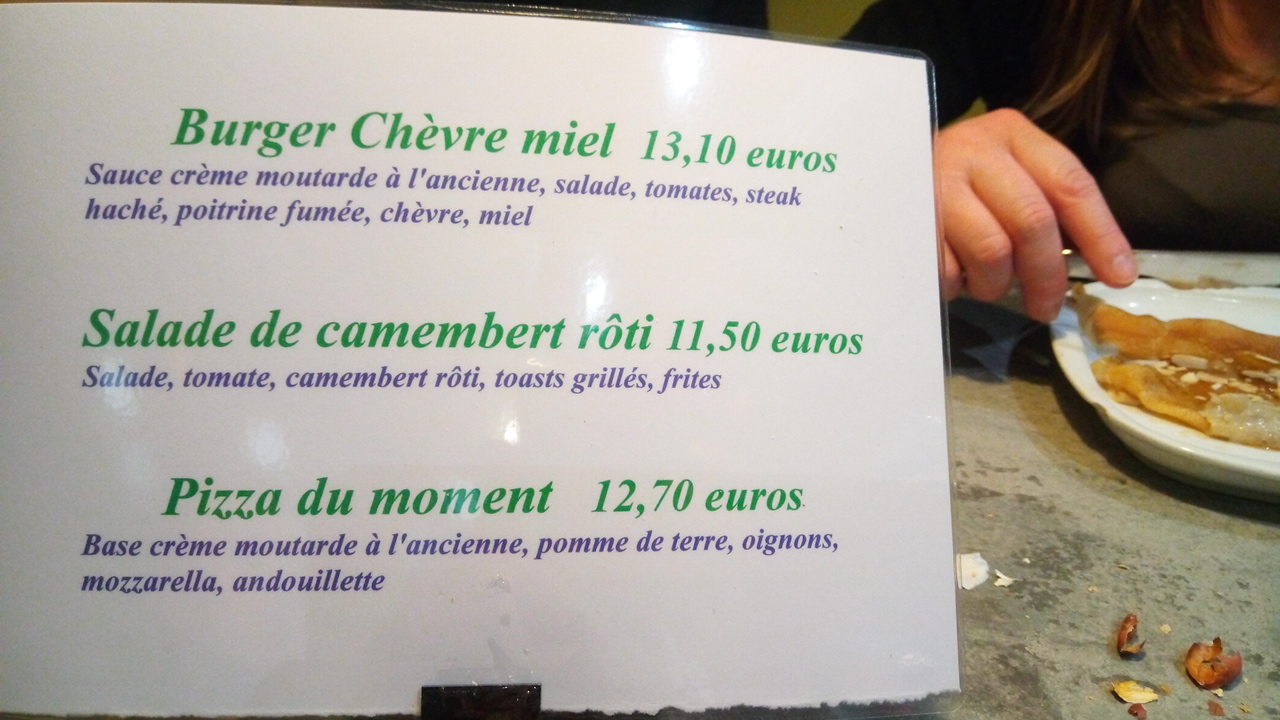 Burger Chèvre miel 13,10 euros
Sauce crème moutarde à l'ancienne, salade, tomates, steak
haché, poitrine fumée, chèvre, miel
Salade de camembert rôti 11,50 euros
Salade, tomate, camembert rôti, toasts grillés, frites
Pizza du moment 12,70 euros
Base crème moutarde à l'ancienne, pomme de terre, oignons,
mozzarella, andouillette